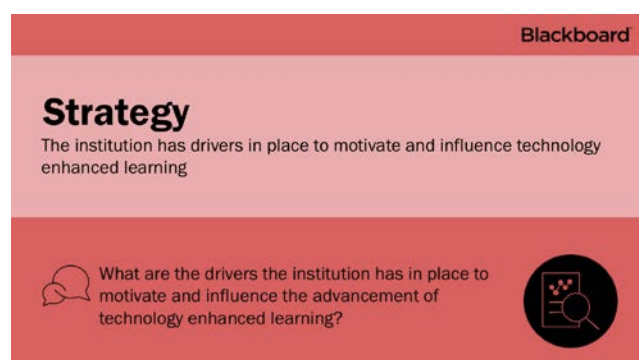 Blackboard
Strategy
The institution has drivers in place to motivate and influence technology
enhanced learning
What are the drivers the institution has in place to
motivate and influence the advancement of
technology enhanced learning?